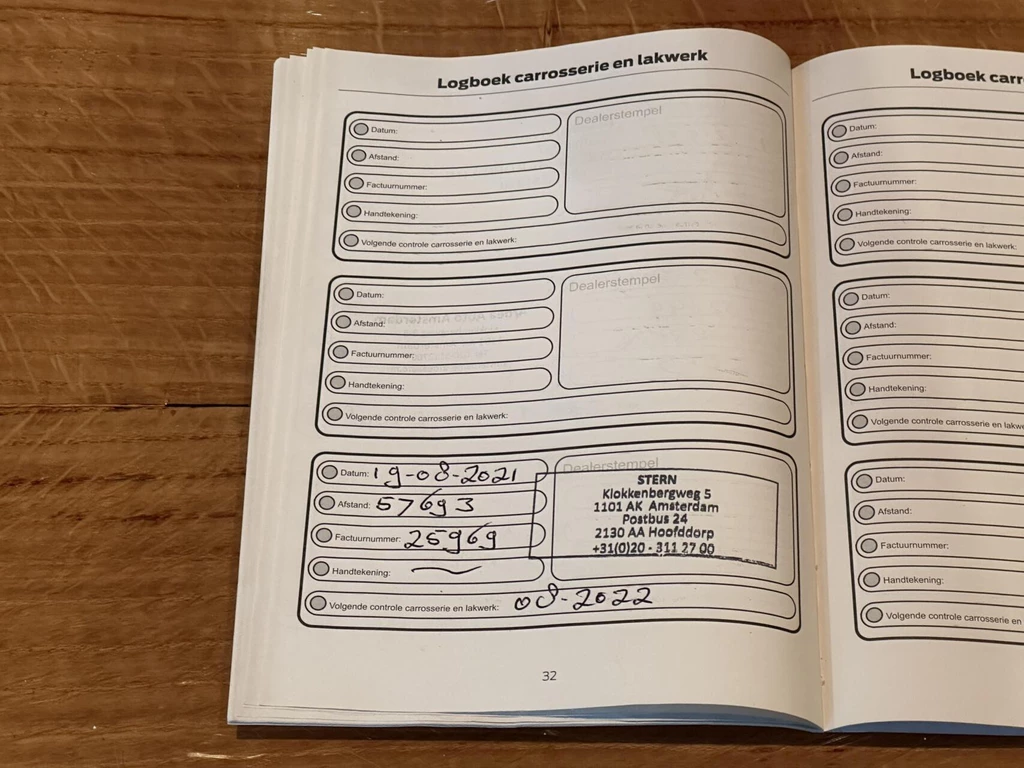 Logboek carrosserie en lakwerk
Datum:
Afstand:
Factuurnummer:
Handtekening:
Volgende controle carrosserie en lakwerk:
Dealerstempel
Datum:
Afstand:
Factuurnummer:
Handtekening:
Volgende controle carrosserie en lakwerk:
Dealerstempel
Datum: 19-08-2021
Afstand: 57693
Factuurnummer: 25969
Handtekening:
Volgende controle carrosserie en lakwerk: 08-2022
Dealerstempel
STERN
Klokkenbergweg 5
1101 AK Amsterdam
Postbus 24
2130 AA Hoofddorp
+31(0)20 - 311 27 00
32
Logboek carr
Datum:
Afstand:
Factuurnummer:
Handtekening:
Volgende controle carrosserie en lakwerk:
Datum:
Afstand:
Factuurnummer:
Handtekening:
Volgende controle carrosserie en lakwe
Datum:
Afstand:
Factuurnummer:
Handtekening:
Volgende controle carrosserie en